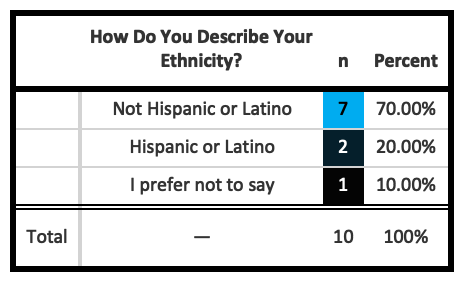 How Do You Describe Your
Ethnicity? n Percent
Not Hispanic or Latino 7 70.00%
Hispanic or Latino 2 20.00%
I prefer not to say 1 10.00%
Total — 10 100%